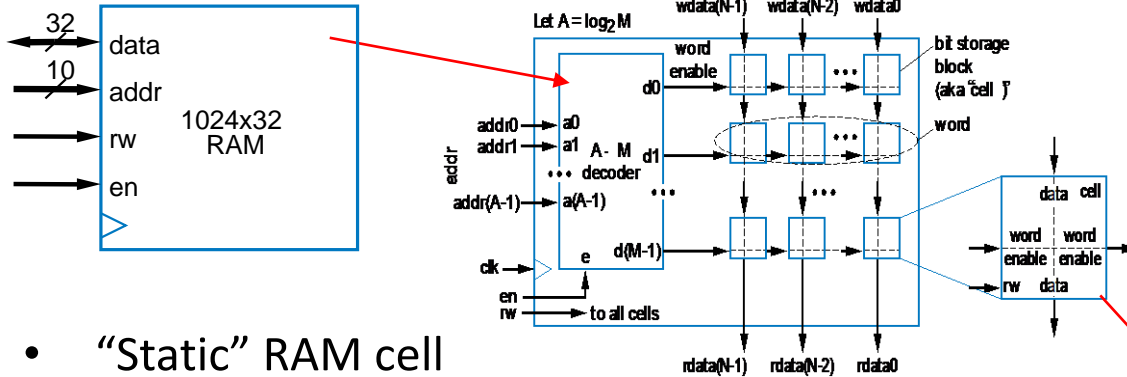 32
data
10
addr
rw
en
1024x32
RAM
Let A = log2 M
wdata(N-1) wdata(N-2) wdata0
word
enable
bit storage
block
(aka “cell ”)
word
d0
addr
addr0 a0
addr1 a1
addr(A-1) a(A-1)
A- M
decoder
d1
d(M-1)
e
clk
en
rw to all cells
rdata(N-1) rdata(N-2) rdata0
data cell
word word
enable enable
rw data
• “Static” RAM cell